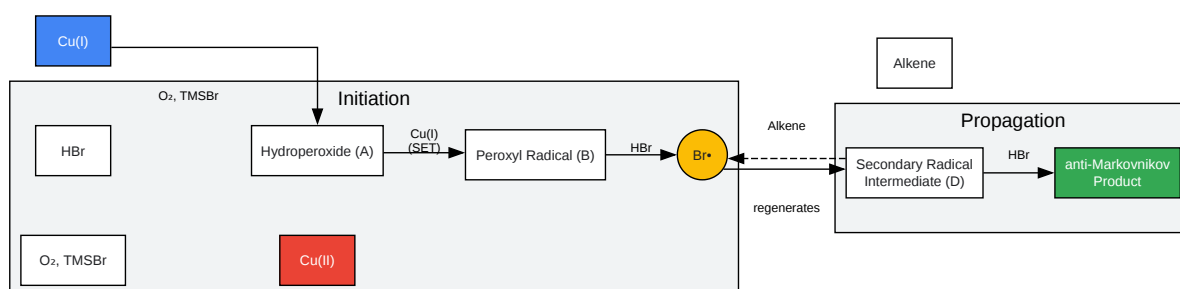 Cu(I)
Alkene
O₂, TMSBr
Initiation
Propagation
Alkene
HBr
Hydroperoxide (A)
Cu(I)
(SET)
Peroxyl Radical (B)
HBr
Br•
Secondary Radical
Intermediate (D)
HBr
anti-Markovnikov
Product
regenerates
O₂, TMSBr
Cu(II)